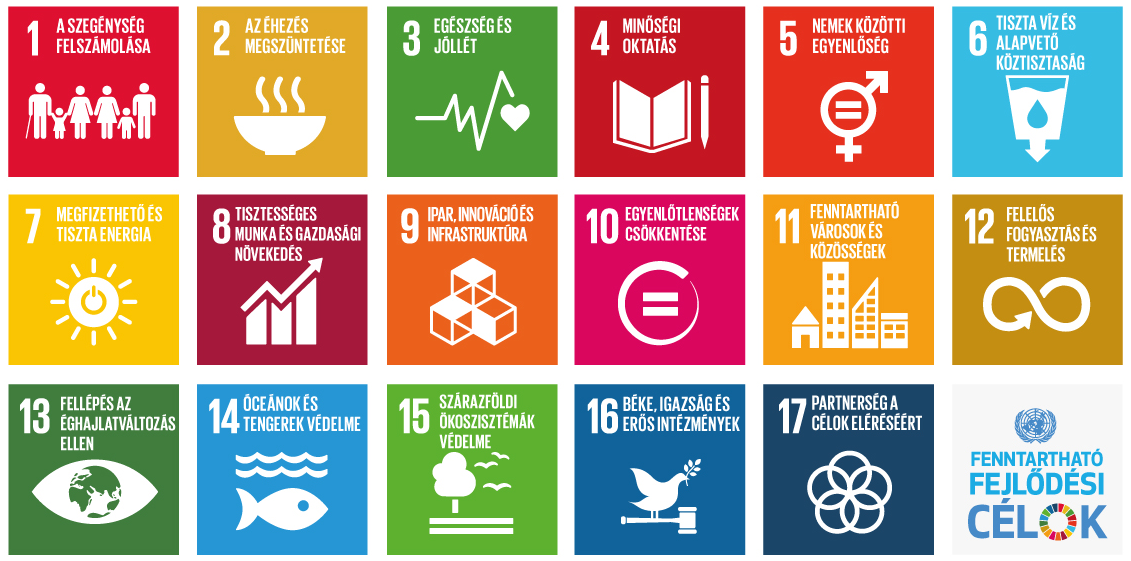 1
A SZEGÉNYSÉG
FELSZÁMOLÁSA
2
AZ ÉHEZÉS
MEGSZÜNTETÉSE
3
EGÉSZSÉG ÉS
JÓLLÉT
4
MINŐSÉGI
OKTATÁS
5
NEMEK KÖZÖTTI
EGYENLŐSÉG
6
TISZTA VÍZ ÉS
ALAPVETŐ
KÖZTISZTASÁG
7
MEGFIZETHETŐ ÉS
TISZTA ENERGIA
8
TISZTESSÉGES
MUNKA ÉS GAZDASÁGI
NÖVEKEDÉS
9
IPAR, INNOVÁCIÓ ÉS
INFRASTRUKTÚRA
10
EGYENLŐTLENSÉGEK
CSÖKKENTÉSE
11
FENNTARTHATÓ
VÁROSOK ÉS
KÖZÖSSÉGEK
12
FELELŐS
FOGYASZTÁS ÉS
TERMELÉS
13
FELLÉPÉS AZ
ÉGHAJLATVÁLTOZÁS
ELLEN
14
ÓCEÁNOK ÉS
TENGEREK VÉDELME
15
SZÁRAZFÖLDI
ÖKOSZISZTÉMÁK
VÉDELME
16
BÉKE, IGAZSÁG ÉS
ERŐS INTÉZMÉNYEK
17
PARTNERSÉG A
CÉLOK ELÉRÉSÉÉRT
FENNTARTHATÓ
FEJLŐDÉSI
CÉLOK